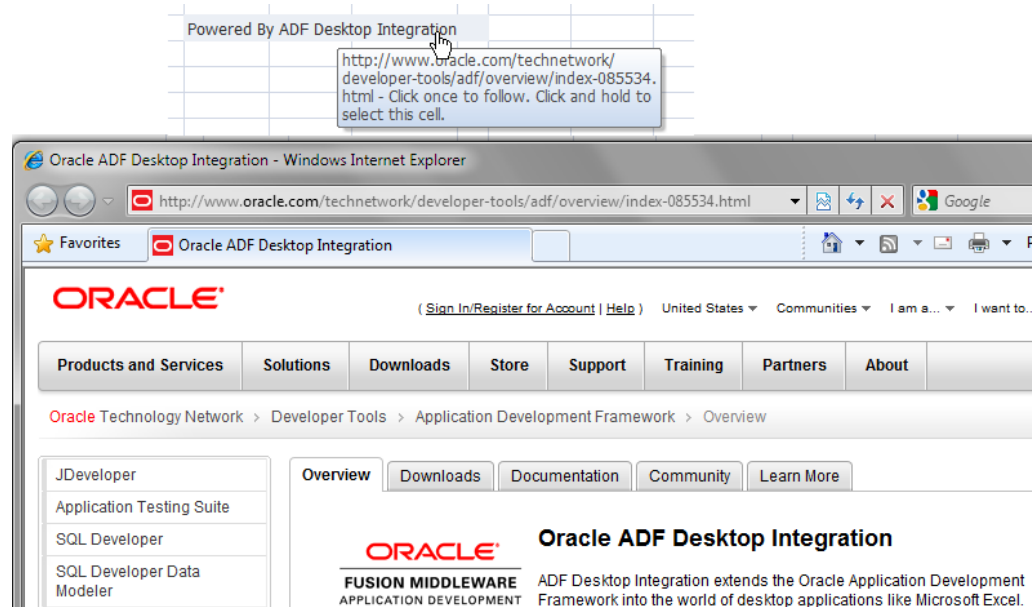 Powered By ADF Desktop Integration
http://www.oracle.com/technetwork/
developer-tools/adf/overview/index-085534.
html - Click once to follow. Click and hold to
select this cell.
Oracle ADF Desktop Integration - Windows Internet Explorer
http://www.oracle.com/technetwork/developer-tools/adf/overview/index-085534.html Google
Favorites Oracle ADF Desktop Integration
ORACLE
( Sign In/Register for Account | Help ) United States Communities I am a... I want to...
Products and Services Solutions Downloads Store Support Training Partners About
Oracle Technology Network > Developer Tools > Application Development Framework > Overview
JDeveloper
Application Testing Suite
SQL Developer
SQL Developer Data
Modeler
Overview Downloads Documentation Community Learn More
ORACLE
FUSION MIDDLEWARE
APPLICATION DEVELOPMENT
Oracle ADF Desktop Integration
ADF Desktop Integration extends the Oracle Application Development
Framework into the world of desktop applications like Microsoft Excel.